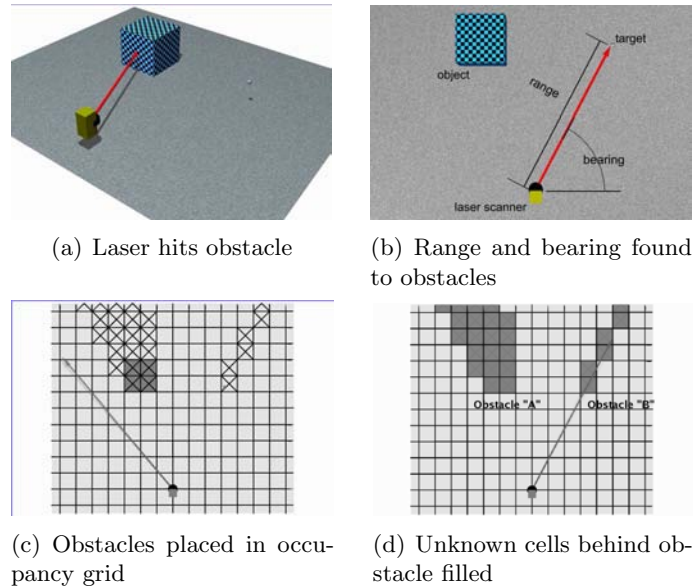 target
object
range
bearing
laser scanner
(a) Laser hits obstacle
(b) Range and bearing found
to obstacles
Obstacle "A"
Obstacle "B"
(c) Obstacles placed in occu-
pancy grid
(d) Unknown cells behind ob-
stacle filled